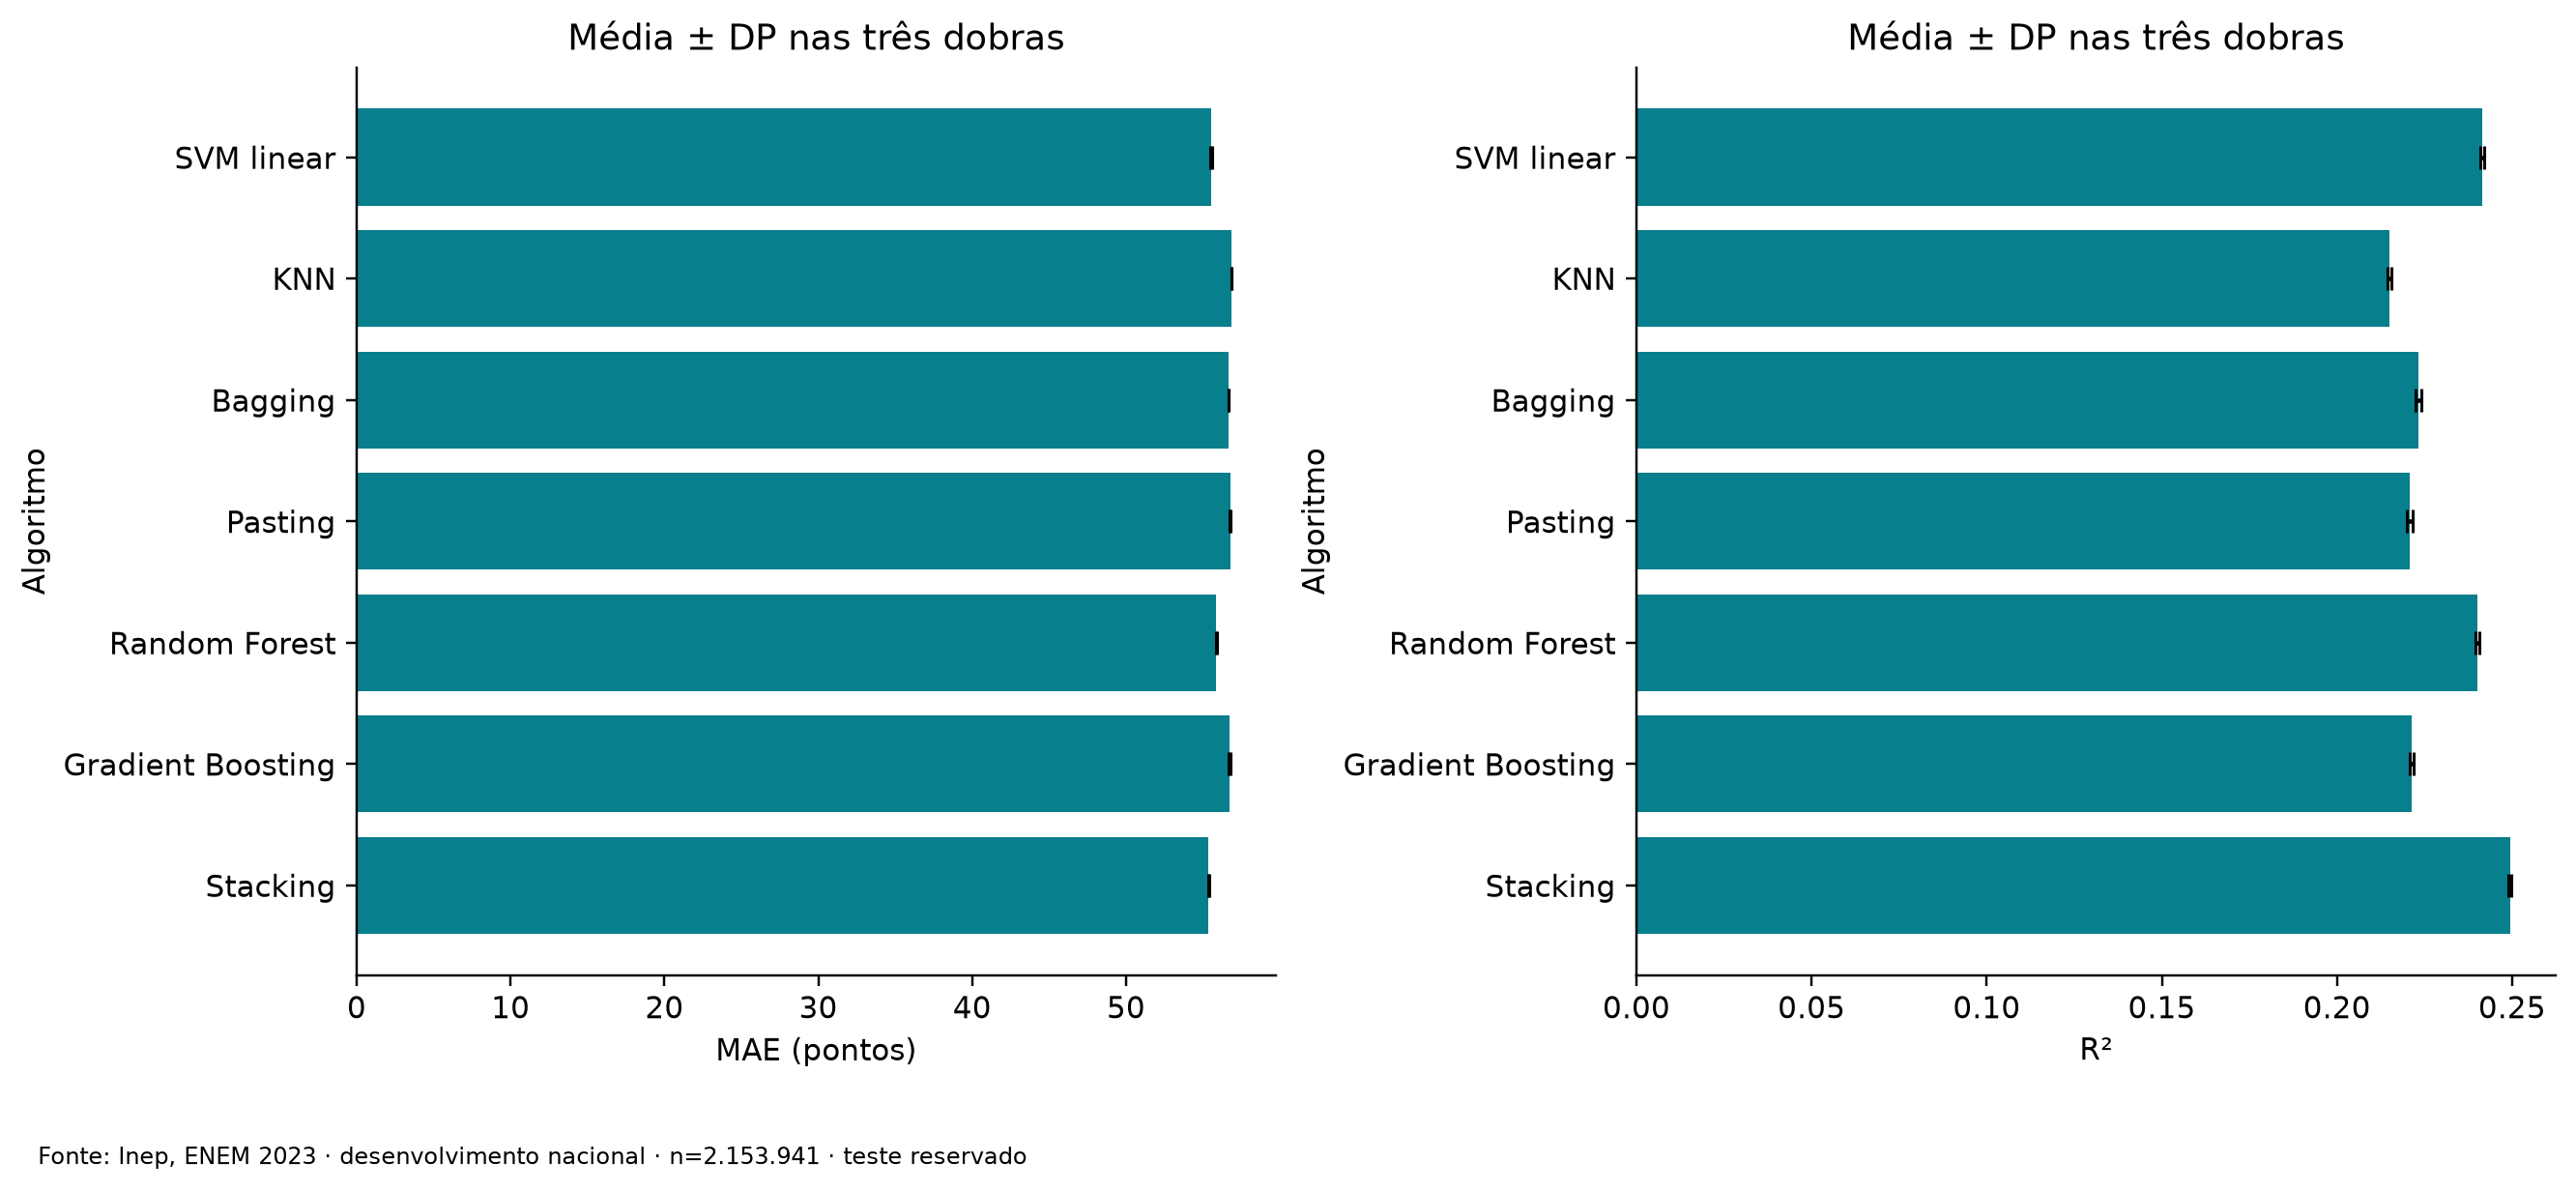 Média ± DP nas três dobras
Algoritmo
SVM linear
KNN
Bagging
Pasting
Random Forest
Gradient Boosting
Stacking
0 10 20 30 40 50
MAE (pontos)
Média ± DP nas três dobras
Algoritmo
SVM linear
KNN
Bagging
Pasting
Random Forest
Gradient Boosting
Stacking
0.00 0.05 0.10 0.15 0.20 0.25
R²
Fonte: Inep, ENEM 2023 · desenvolvimento nacional · n=2.153.941 · teste reservado